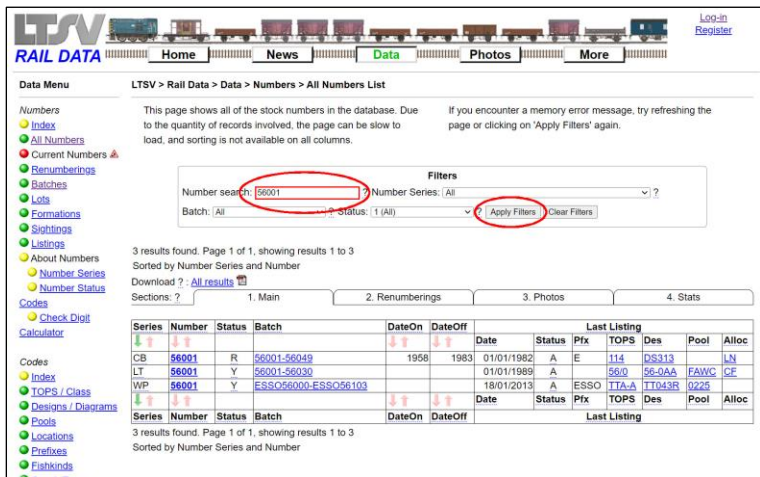 LTSV
RAIL DATA
Home
News
Data
Photos
More
Log-in
Register
Data Menu
Numbers
Index
All Numbers
Current Numbers
Renumberings
Batches
Lots
Formations
Sightings
Listings
About Numbers
Number Series
Number Status
Codes
Check Digit
Calculator
Codes
Index
TOPS / Class
Designs / Diagrams
Pools
Locations
Prefixes
Fishkinds
LTSV > Rail Data > Data > Numbers > All Numbers List
This page shows all of the stock numbers in the database. Due
to the quantity of records involved, the page can be slow to
load, and sorting is not available on all columns.
If you encounter a memory error message, try refreshing the
page or clicking on 'Apply Filters' again.
Filters
Number search: 56001 ? Number Series: All ?
Batch: All ? Status: 1 (All) ? Apply Filters Clear Filters
3 results found. Page 1 of 1, showing results 1 to 3
Sorted by Number Series and Number
Download ? : All results
Sections: ? 1. Main 2. Renumberings 3. Photos 4. Stats
Series Number Status Batch DateOn DateOff Last Listing
Date Status Pfx TOPS Des Pool Alloc
CB 56001 R 56001-56049 1958 1983 01/01/1982 A E 114 DS313 LN
LT 56001 Y 56001-56030 01/01/1989 A 56/0 56-0AA FAWC CF
WP 56001 Y ESSO56000-ESSO56103 18/01/2013 A ESSO TTA-A TT043R 0225
Date Status Pfx TOPS Des Pool Alloc
Series Number Status Batch DateOn DateOff Last Listing
3 results found. Page 1 of 1, showing results 1 to 3
Sorted by Number Series and Number